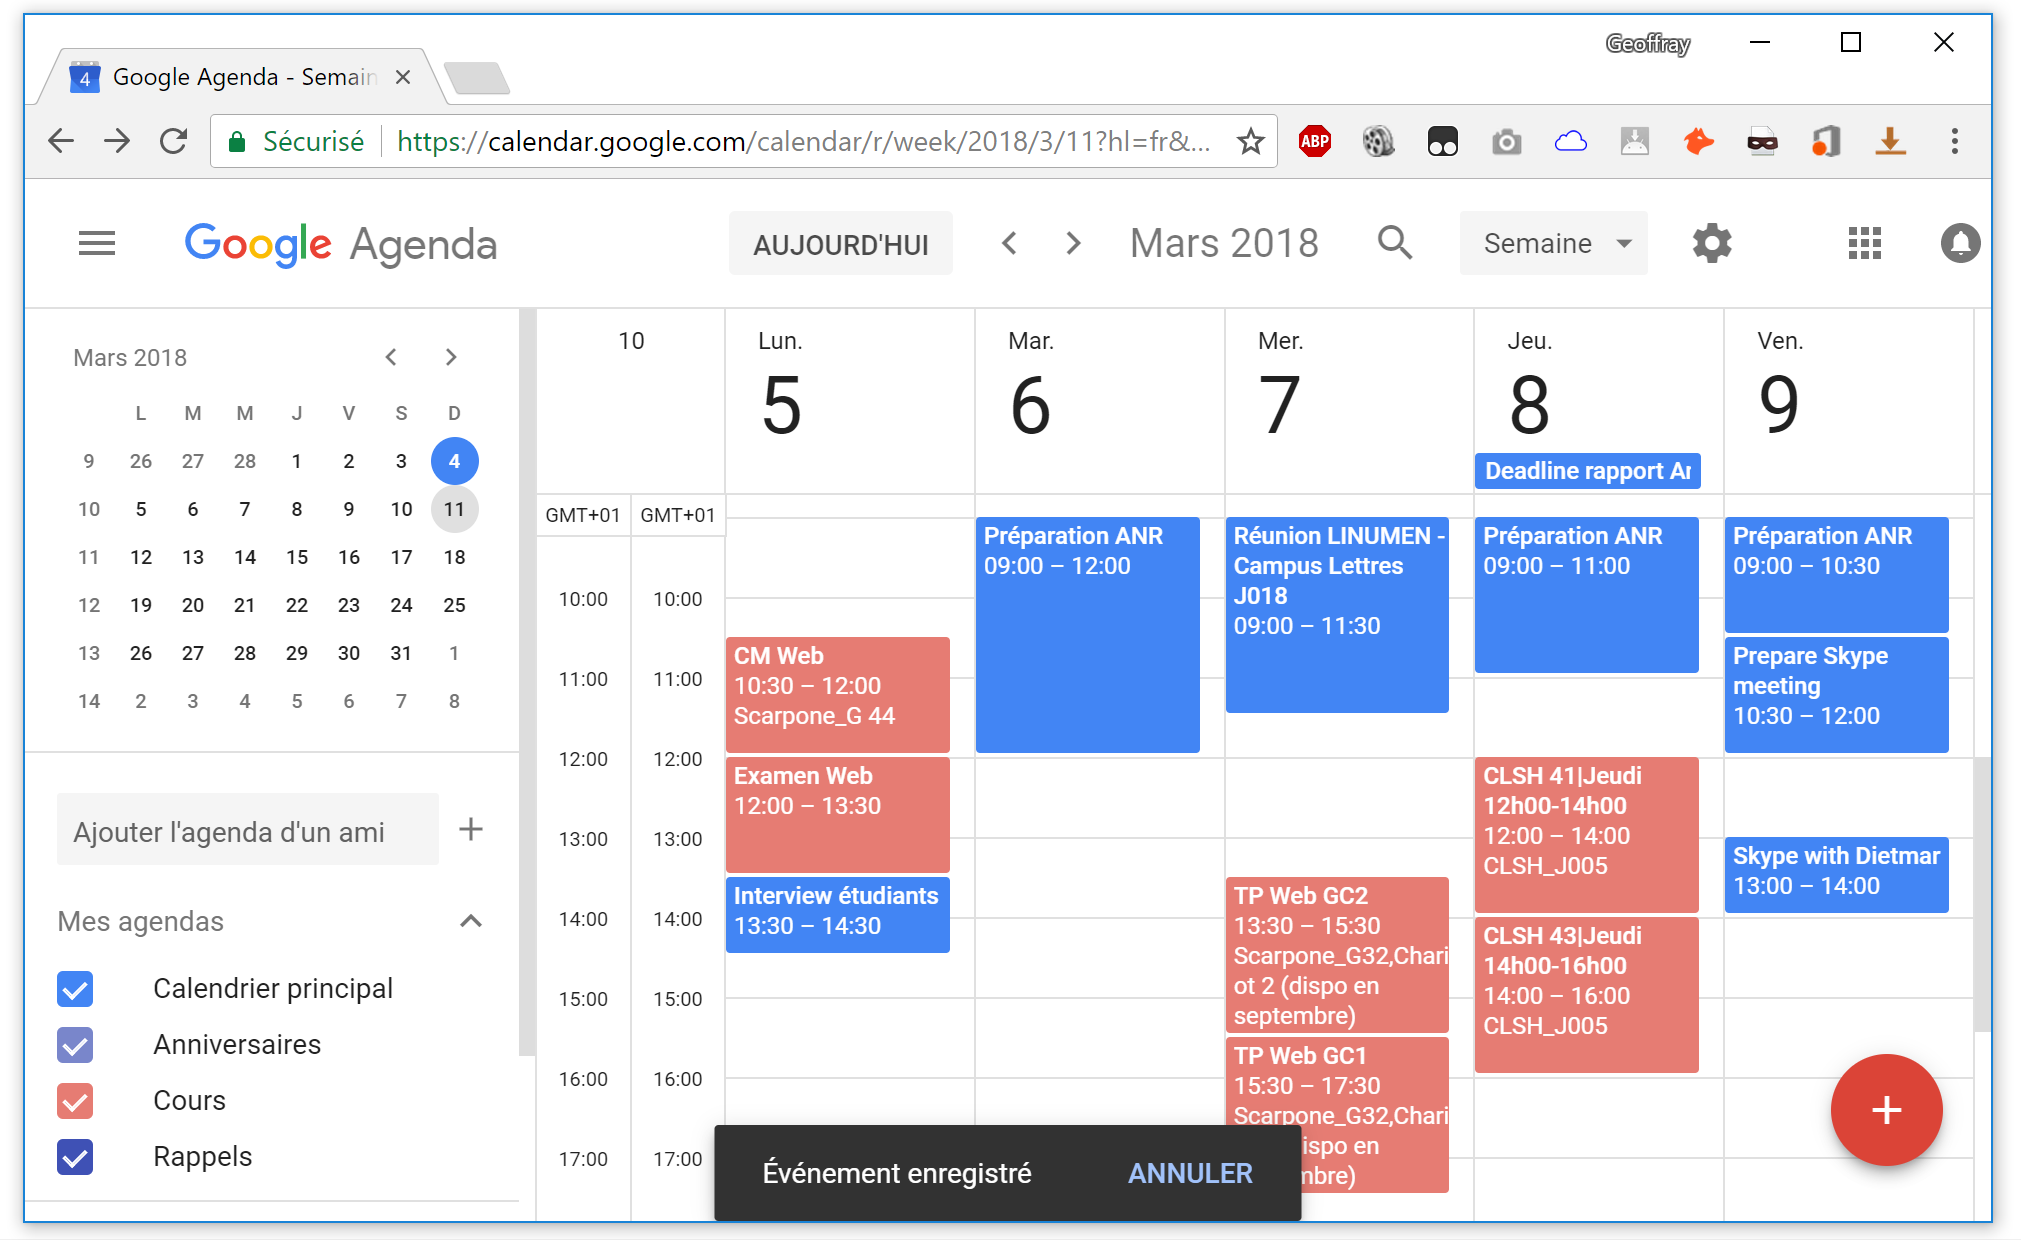 Geoffray
4
Google Agenda - Semain
Sécurisé
https://calendar.google.com/calendar/r/week/2018/3/11?hl=fr&...
ABP
Google Agenda
AUJOURD'HUI
Mars 2018
Semaine
Mars 2018
L M M J V S D
9 26 27 28 1 2 3 4
10 5 6 7 8 9 10 11
11 12 13 14 15 16 17 18
12 19 20 21 22 23 24 25
13 26 27 28 29 30 31 1
14 2 3 4 5 6 7 8
Ajouter l'agenda d'un ami
Mes agendas
Calendrier principal
Anniversaires
Cours
Rappels
10
Lun.
5
Mar.
6
Mer.
7
Jeu.
8
Ven.
9
Deadline rapport Ar
GMT+01 GMT+01
10:00 10:00
11:00 11:00
12:00 12:00
13:00 13:00
14:00 14:00
15:00 15:00
16:00 16:00
17:00 17:00
CM Web
10:30 – 12:00
Scarpone_G 44
Examen Web
12:00 – 13:30
Interview étudiants
13:30 – 14:30
Préparation ANR
09:00 – 12:00
Réunion LINUMEN -
Campus Lettres
J018
09:00 – 11:30
TP Web GC2
13:30 – 15:30
Scarpone_G32,Chari
ot 2 (dispo en
septembre)
TP Web GC1
15:30 – 17:30
Scarpone_G32,Chari
ispo en
mbre)
Préparation ANR
09:00 – 11:00
CLSH 41|Jeudi
12h00-14h00
12:00 – 14:00
CLSH_J005
CLSH 43|Jeudi
14h00-16h00
14:00 – 16:00
CLSH_J005
Préparation ANR
09:00 – 10:30
Prepare Skype
meeting
10:30 – 12:00
Skype with Dietmar
13:00 – 14:00
Événement enregistré
ANNULER